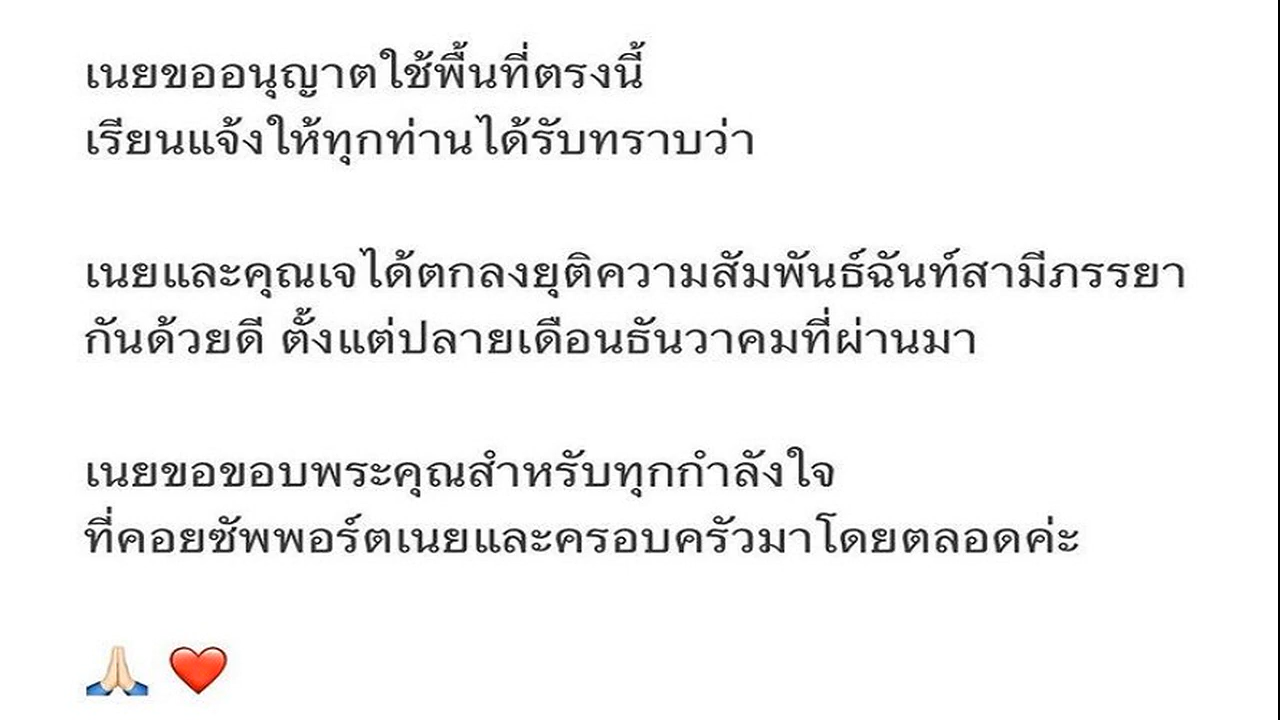 เนยขออนุญาตใช้พื้นที่ตรงนี้
เรียนแจ้งให้ทุกท่านได้รับทราบว่า
เนยและคุณเจได้ตกลงยุติความสัมพันธ์ฉันท์สามีภรรยา
กันด้วยดี ตั้งแต่ปลายเดือนธันวาคมที่ผ่านมา
เนยขอขอบพระคุณสำหรับทุกกำลังใจ
ที่คอยซัพพอร์ตเนยและครอบครัวมาโดยตลอดค่ะ
🙏🏻 ❤️